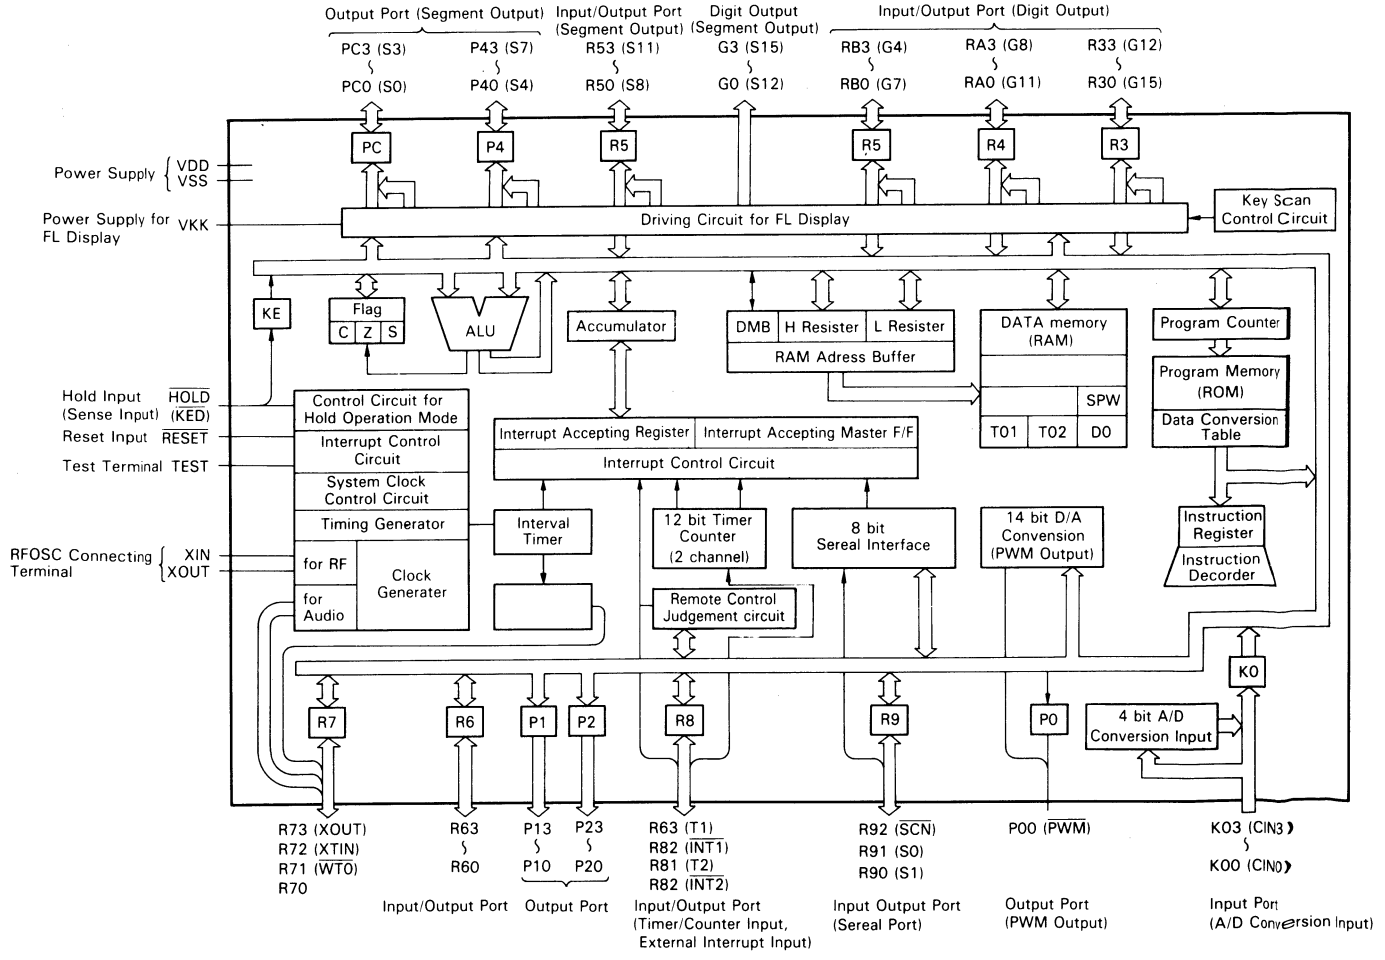 Output Port (Segment Output)
Input/Output Port
(Segment Output)
Digit Output
(Segment Output)
Input/Output Port (Digit Output)
PC3 (S3)
P43 (S7)
R53 (S11)
G3 (S15)
RB3 (G4)
RA3 (G8)
R33 (G12)
PC0 (S0)
P40 (S4)
R50 (S8)
G0 (S12)
RB0 (G7)
RA0 (G11)
R30 (G15)
PC
P4
R5
R5
R4
R3
Power Supply
VDD
VSS
Power Supply for
FL Display
VKK
Driving Circuit for FL Display
Key Scan
Control Circuit
KE
Flag
C Z S
ALU
Accumulator
DMB
H Register
L Register
RAM Adress Buffer
DATA memory
(RAM)
SPW
T01
T02
D0
Program Counter
Program Memory
(ROM)
Data Conversion
Table
Hold Input
(Sense Input)
HOLD
(KED)
Reset Input RESET
Test Terminal TEST
Control Circuit for
Hold Operation Mode
Interrupt Control
Circuit
System Clock
Control Circuit
Timing Generator
for RF
for
Audio
Clock
Generater
Interrupt Accepting Register
Interrupt Accepting Master F/F
Interrupt Control Circuit
Interval
Timer
12 bit Timer
Counter
(2 channel)
8 bit
Sereal Interface
14 bit D/A
Conversion
(PWM Output)
Instruction
Register
Instruction
Decorder
RFOSC Connecting
Terminal
XIN
XOUT
Remote Control
Judgement circuit
K0
R7
R6
P1
P2
R8
R9
P0
4 bit A/D
Conversion Input
R73 (XOUT)
R72 (XTIN)
R71 (WTO)
R70
R63
R60
P13
P10
P23
P20
R63 (T1)
R82 (INT1)
R81 (T2)
R82 (INT2)
R92 (SCN)
R91 (S0)
R90 (S1)
P00 (PWM)
K03 (CIN3)
K00 (CIN0)
Input/Output Port
Output Port
Input/Output Port
(Timer/Counter Input,
External Interrupt Input)
Input Output Port
(Sereal Port)
Output Port
(PWM Output)
Input Port
(A/D Conversion Input)